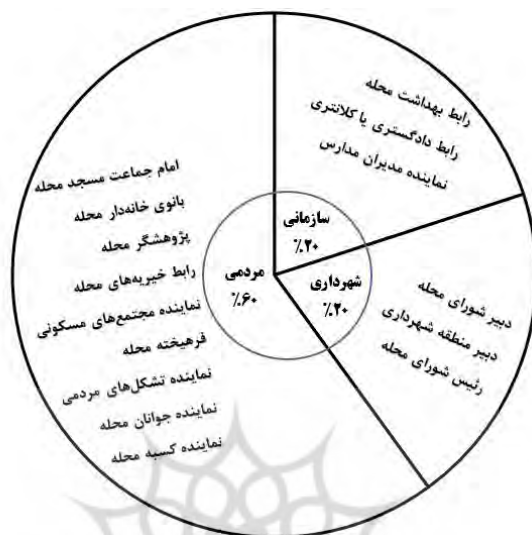 رابط بهداشت محله
رابط دادگستری یا کلانتری
نماینده مدیران مدارس
سازمانی
٪۲۰
دبیر شورای محله
دبیر منطقه شهرداری
رئیس شورای محله
شهرداری
٪۲۰
امام جماعت مسجد محله
بانوی خانه‌دار محله
پژوهشگر محله
رابط خیریه‌های محله
نماینده مجتمع‌های مسکونی
فرهیخته محله
نماینده تشکل‌های مردمی
نماینده جوانان محله
نماینده کسبه محله
مردمی
٪۶۰